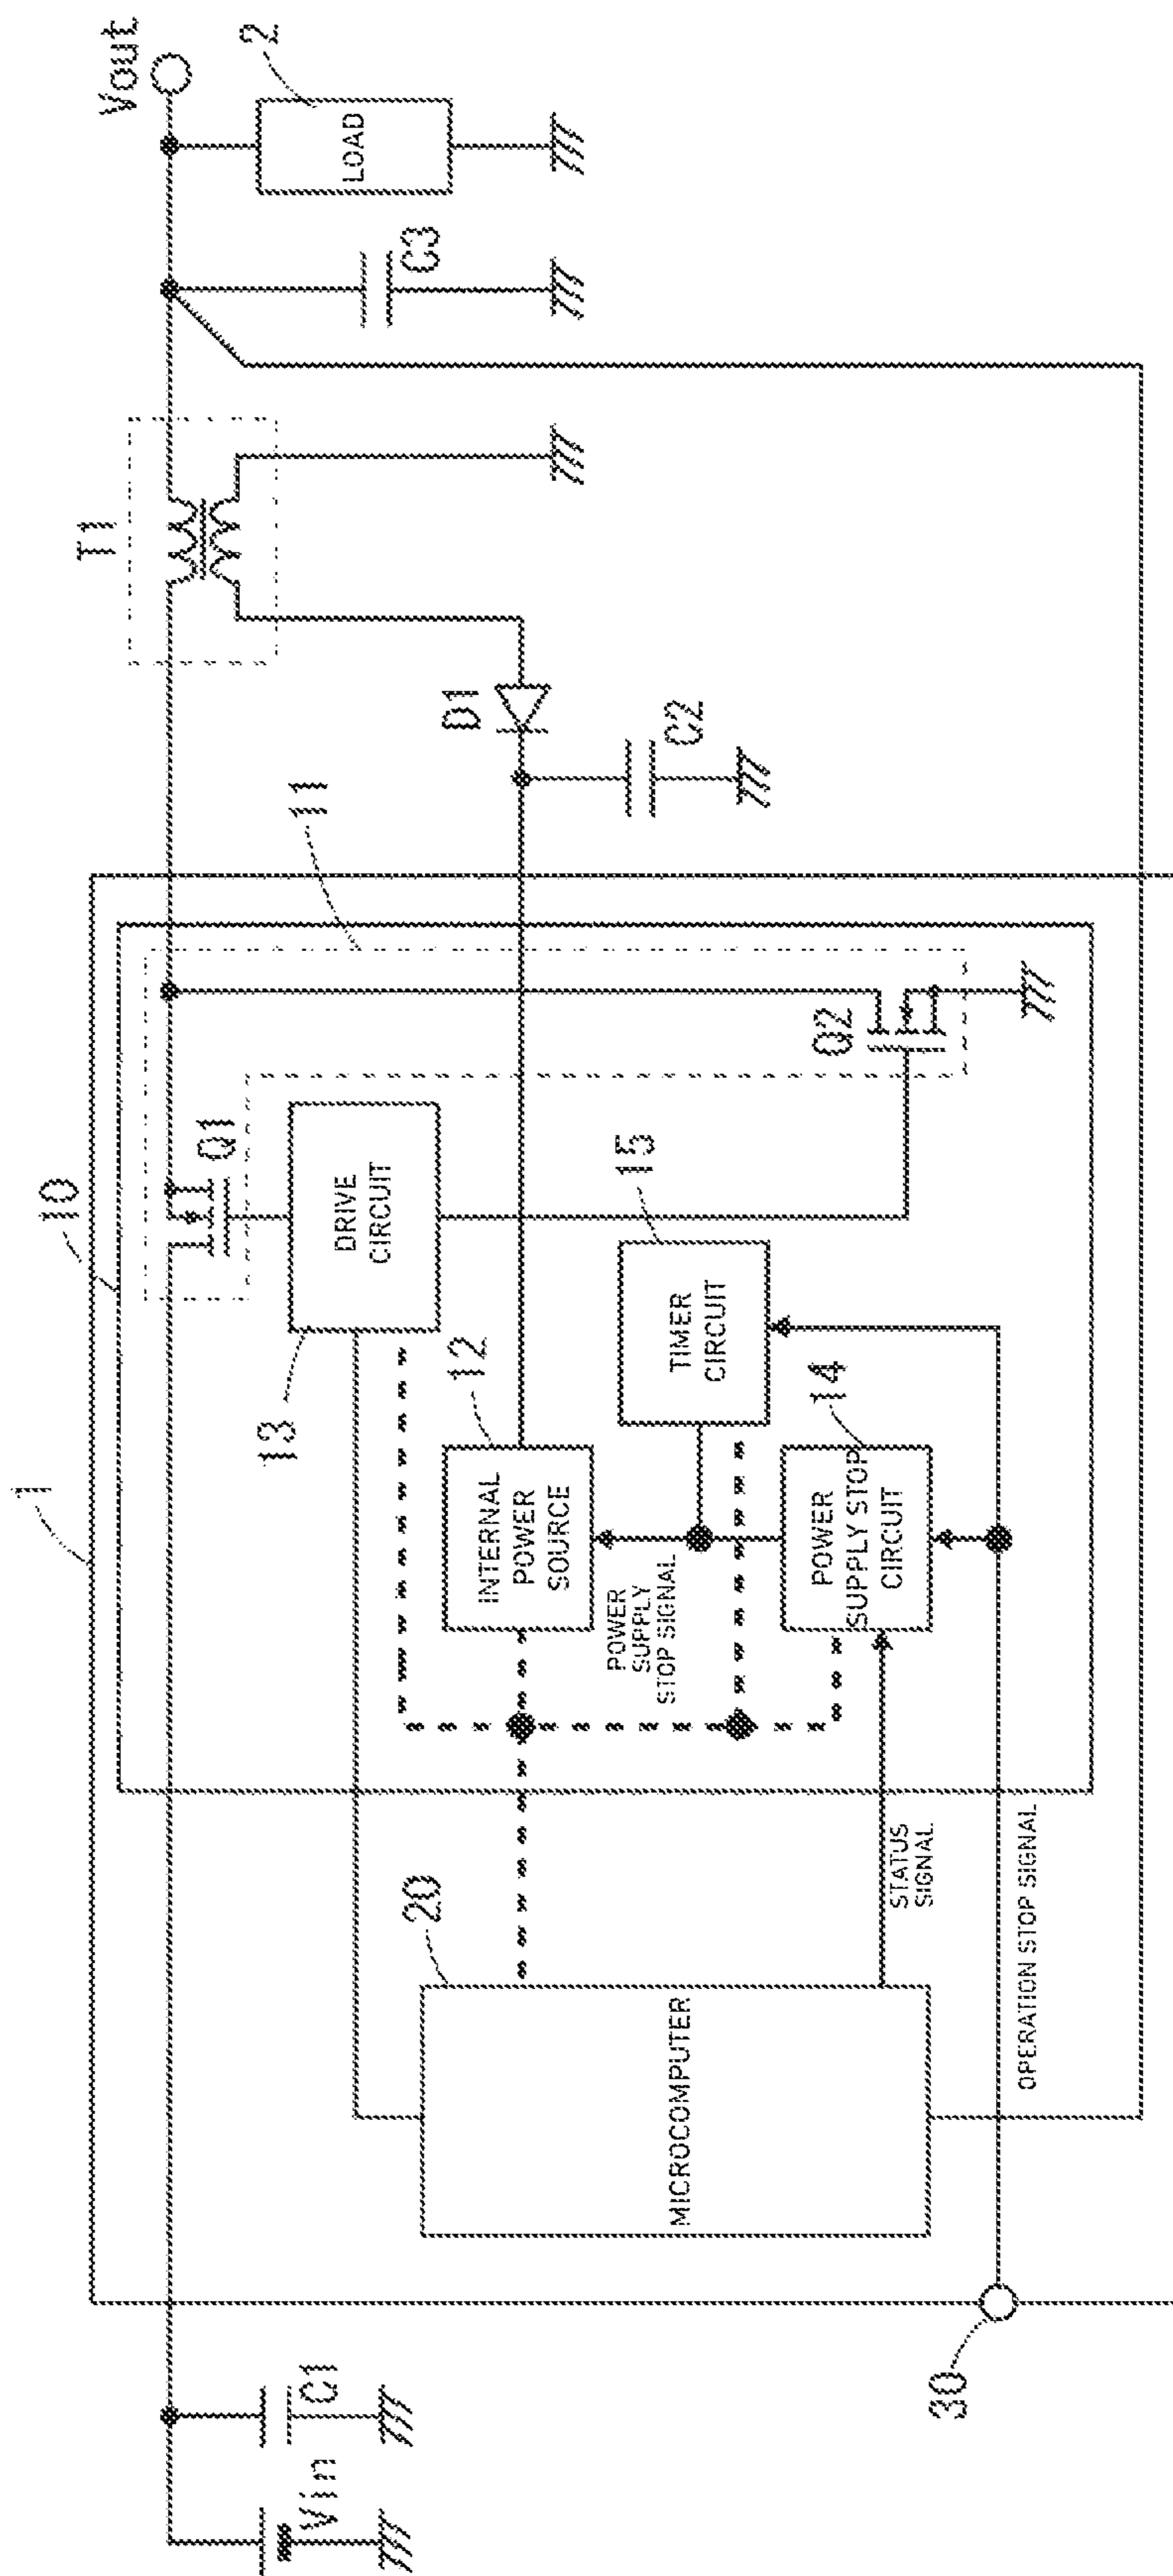 1
10
11
T1
Vout
2
LOAD
C3
Q1
13
DRIVE
CIRCUIT
D1
C2
12
INTERNAL
POWER
SOURCE
15
TIMER
CIRCUIT
Q2
POWER
SUPPLY
STOP SIGNAL
14
POWER
SUPPLY STOP
CIRCUIT
20
MICROCOMPUTER
STATUS
SIGNAL
OPERATION STOP SIGNAL
30
C1
Vin